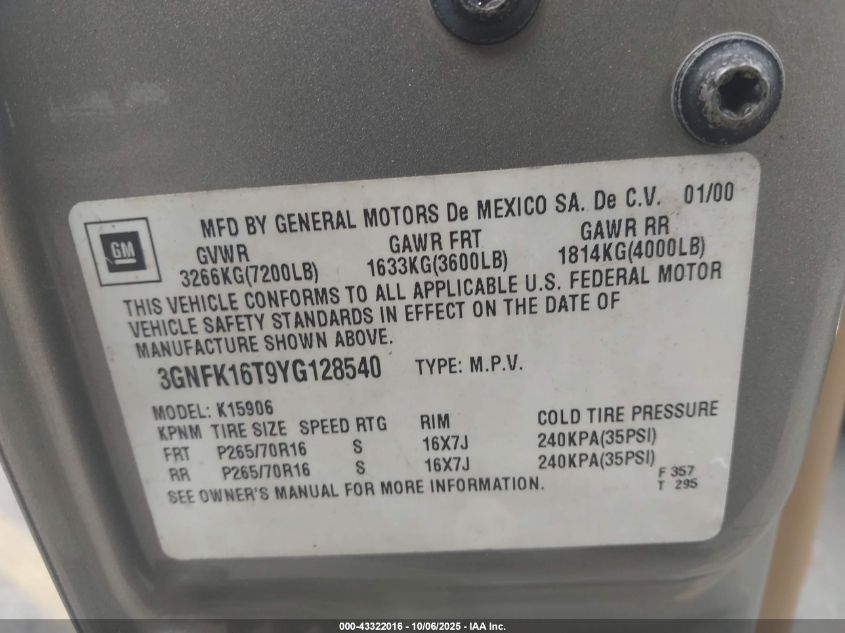 MFD BY GENERAL MOTORS De MEXICO SA. De C.V. 01/00
GM
GVWR GAWR FRT GAWR RR
3266KG(7200LB) 1633KG(3600LB) 1814KG(4000LB)
THIS VEHICLE CONFORMS TO ALL APPLICABLE U.S. FEDERAL MOTOR
VEHICLE SAFETY STANDARDS IN EFFECT ON THE DATE OF
MANUFACTURE SHOWN ABOVE.
3GNFK16T9YG128540 TYPE: M.P.V.
MODEL: K15906
KPNM TIRE SIZE SPEED RTG RIM COLD TIRE PRESSURE
FRT P265/70R16 S 16X7J 240KPA(35PSI)
RR P265/70R16 S 16X7J 240KPA(35PSI)
SEE OWNER'S MANUAL FOR MORE INFORMATION.
F 357
T 295
000-43322016 - 10/06/2025 - IAA Inc.